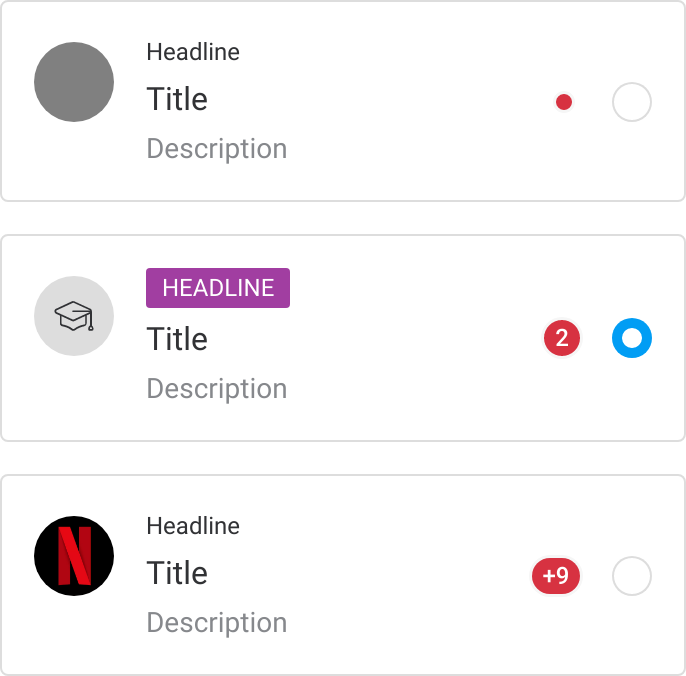 Headline
Title
Description
HEADLINE
Title
2
Description
Headline
N
Title
+9
Description